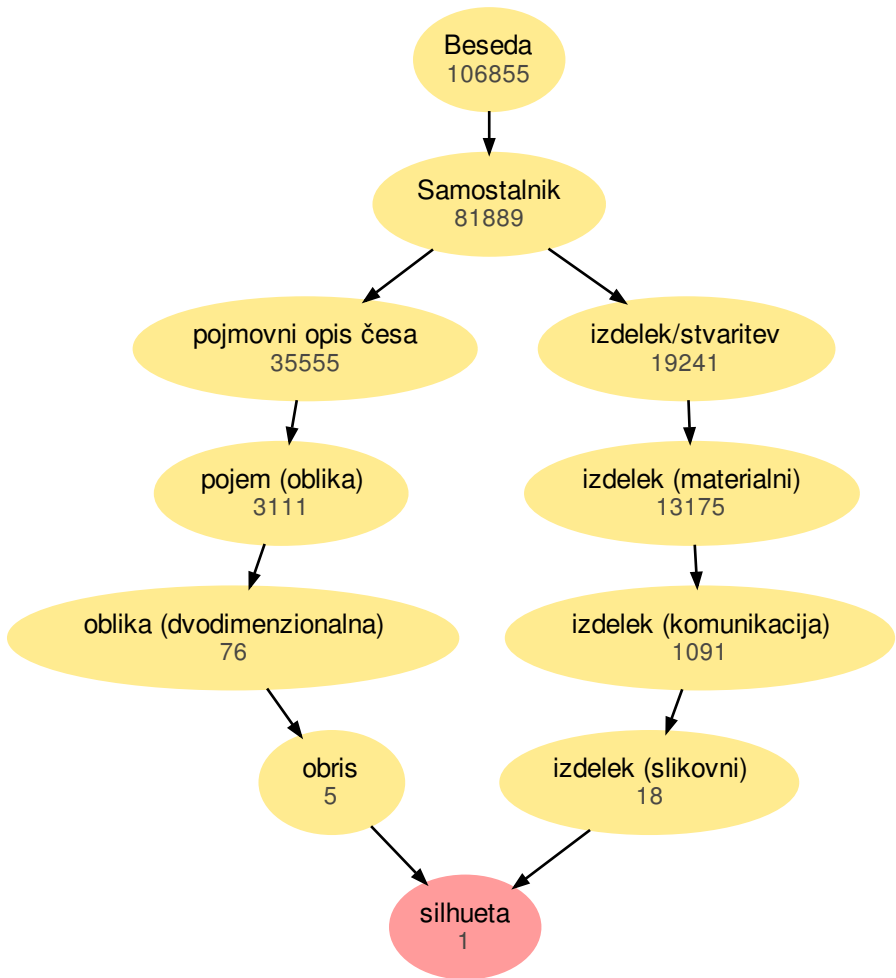 Beseda
106855
Samostalnik
81889
pojmovni opis česa
35555
izdelek/stvaritev
19241
pojem (oblika)
3111
izdelek (materialni)
13175
oblika (dvodimenzionalna)
76
izdelek (komunikacija)
1091
obris
5
izdelek (slikovni)
18
silhueta
1